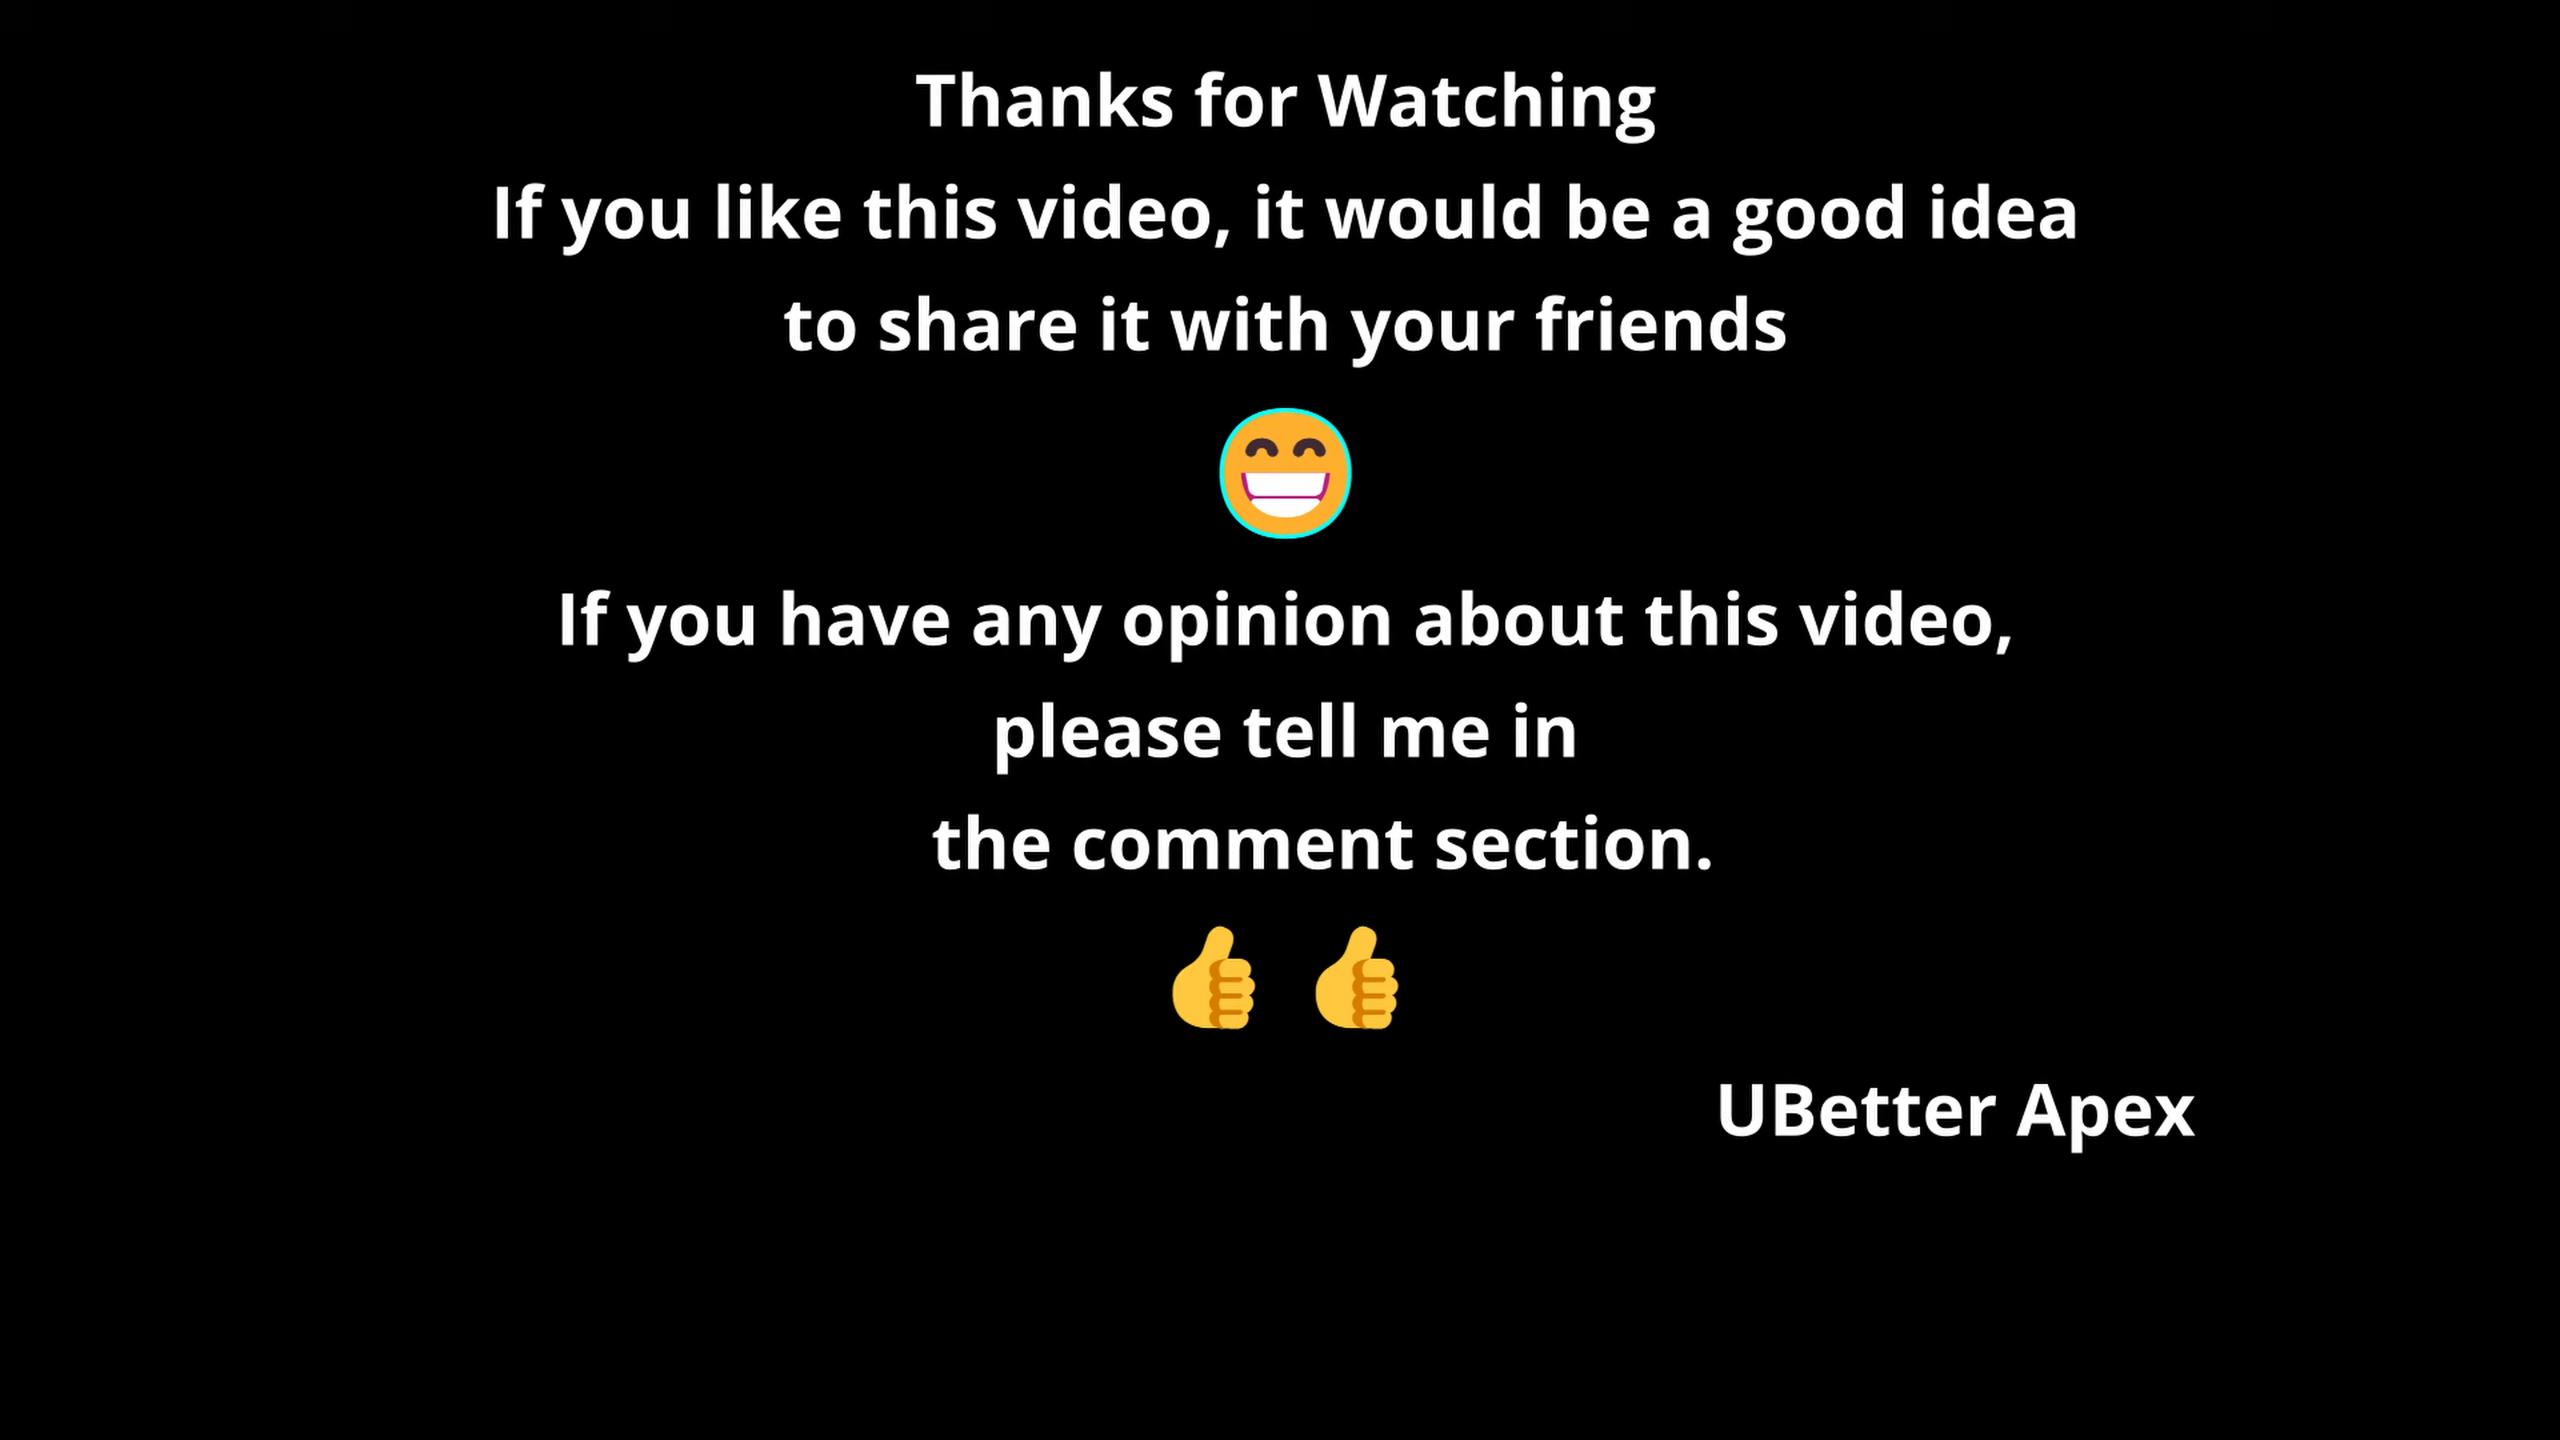 Thanks for Watching
If you like this video, it would be a good idea
to share it with your friends
If you have any opinion about this video,
please tell me in
the comment section.
UBetter Apex